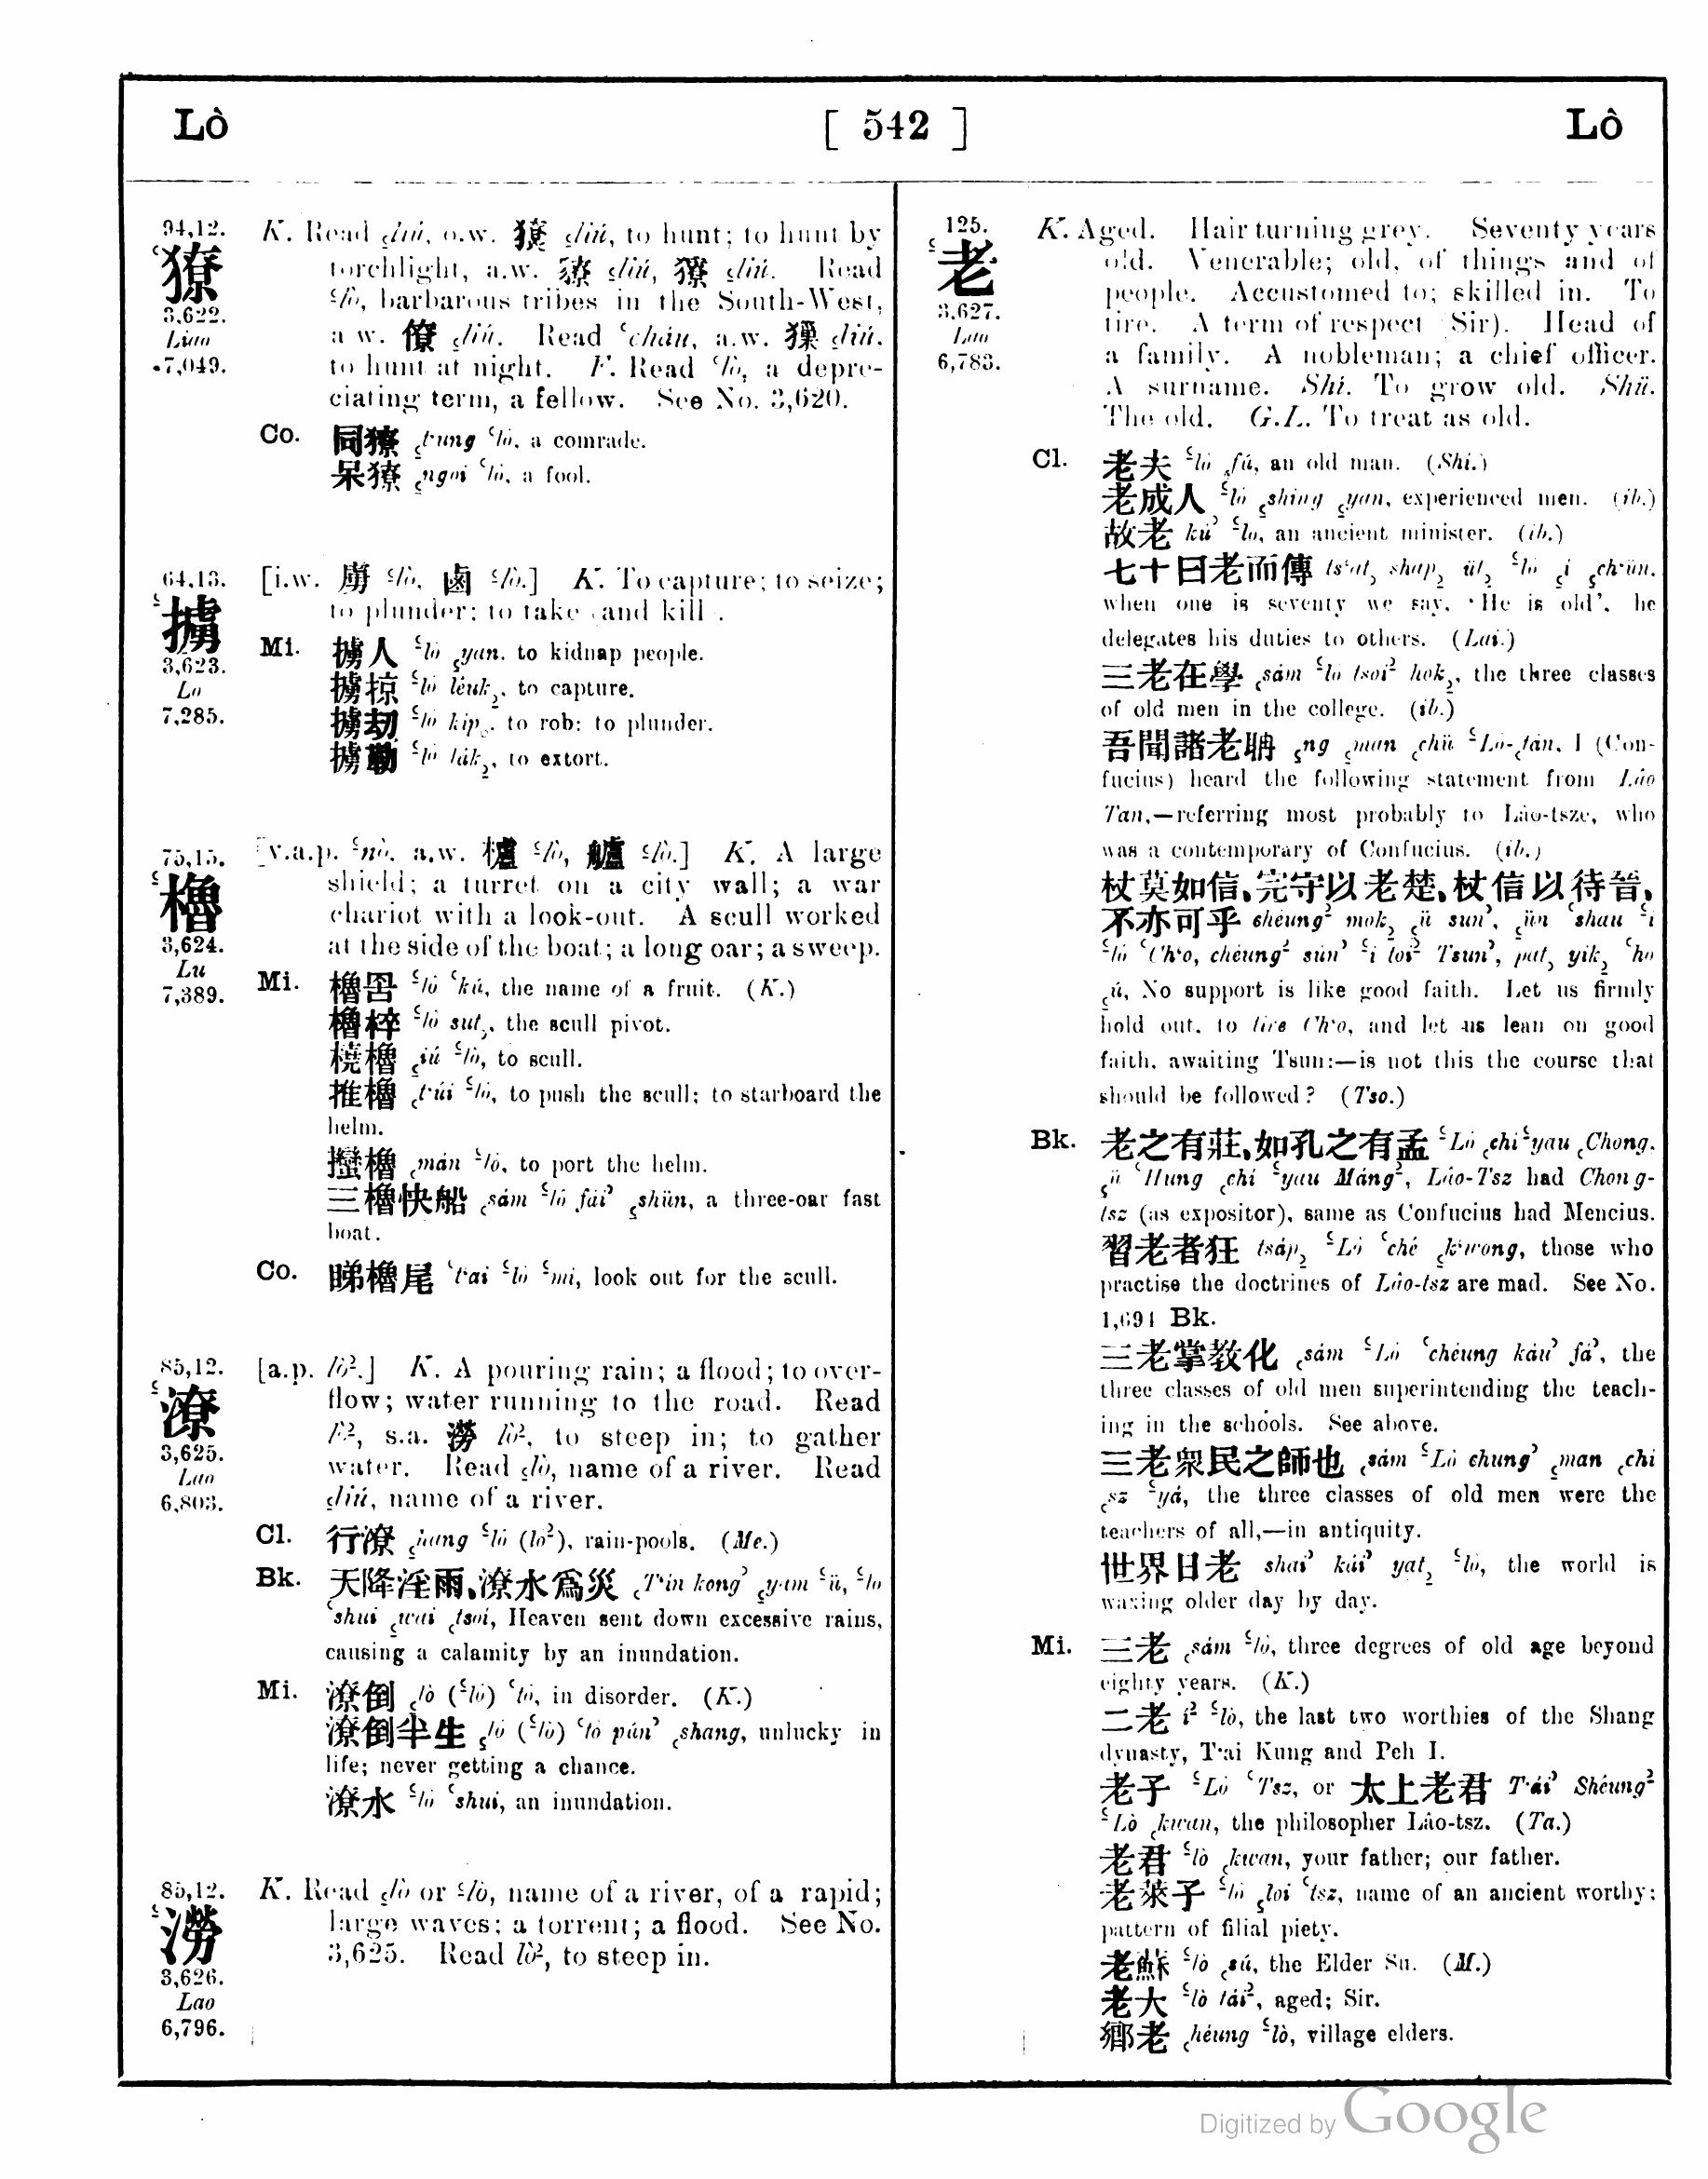 Lò
[ 542 ]
Lô
94,12.
獠
3,622.
Liao
7,049.
K. Read ꜁liú, o.w. 獠 ꜁liú, to hunt; to hunt by
torchlight, a.w. ꜁liú, ꜁liú. Read
꜃lò, barbarous tribes in the South-West,
a w. 僚 ꜁liú. Read ꜂cháu, a.w. ꜁liú.
to hunt at night. F. Read ꜂lò, a depre-
ciating term, a fellow. See No. 3,620.
Co. 同獠 ꜁t‘ung ꜂lò, a comrade.
呆獠 ꜁ngoi ꜂lò, a fool.
64,13.
擄
3,623.
Lo
7,285.
[i.w. 虜 ꜃lò, 鹵 ꜃lò.] K. To capture; to seize;
to plunder; to take (and kill).
Mi. 擄人 ꜃lò ꜁yan. to kidnap people.
擄掠 ꜃lò léuk꜇, to capture.
擄劫 ꜃lò kip꜆. to rob: to plunder.
擄勒 ꜃lò lák꜇, to extort.
75,15.
櫓
3,624.
Lu
7,389.
[v.a.p. ꜂nò. a.w. 櫨 ꜃lò, 艫 ꜃lò.] K. A large
shield; a turret on a city wall; a war
chariot with a look-out. A scull worked
at the side of the boat; a long oar; a sweep.
Mi. 櫓罟 ꜃lò ꜂kú, the name of a fruit. (K.)
櫓椊 ꜃lò sut꜆, the scull pivot.
橈櫓 ꜁iú ꜃lò, to scull.
推櫓 ꜀t‘úi ꜃lò, to push the scull; to starboard the
helm.
櫓 ꜀mán ꜃lò, to port the helm.
三櫓快船 ꜀sám ꜃lò fái꜄ ꜁shün, a three-oar fast
boat.
Co. 睇櫓尾 ꜂t‘ai ꜃lò ꜃mi, look out for the scull.
85,12.
潦
3,625.
Lao
6,803.
[a.p. lò².] K. A pouring rain; a flood; to over-
flow; water running to the road. Read
lò², s.a. 澇 lò², to steep in; to gather
water. Read ꜁lò, name of a river. Read
꜁liú, name of a river.
Cl. 行潦 ꜁hang ꜃lò (lò²), rain-pools. (Me.)
Bk. 天降淫雨,潦水爲災 ꜀T‘in kong꜄ ꜁yam ꜃ü, ꜃lò
꜂shui ꜁wai ꜀tsoi, Heaven sent down excessive rains,
causing a calamity by an inundation.
Mi. 潦倒 ꜁lò (꜃lò) ꜂tò, in disorder. (K.)
潦倒半生 ꜁lò (꜃lò) ꜂tò pún꜄ ꜀shang, unlucky in
life; never getting a chance.
潦水 ꜃lò ꜂shui, an inundation.
85,12.
澇
3,626.
Lao
6,796.
K. Read ꜁lò or ꜃lò, name of a river, of a rapid;
large waves; a torrent; a flood. See No.
3,625. Read lò², to steep in.
125.
老
3,627.
Lao
6,783.
K. Aged. Hair turning grey. Seventy years
old. Venerable; old, of things and of
people. Accustomed to; skilled in. To
tire. A term of respect (Sir). Head of
a family. A nobleman; a chief officer.
A surname. Shi. To grow old. Shü.
The old. G.L. To treat as old.
Cl. 老夫 ꜃lò ꜀fú, an old man. (Shi.)
老成人 ꜃lò ꜁shing ꜁yan, experienced men. (ib.)
故老 kú꜄ ꜃lo, an ancient minister. (ib.)
七十曰老而傳 ts‘at꜆ shap꜇ üt꜇ ꜃lò ꜁i ꜁ch‘ün.
when one is seventy we say, ‘He is old’, he
delegates his duties to others. (Lai.)
三老在學 ꜀sám ꜃lò tsoi² hok꜇, the three classes
of old men in the college. (ib.)
吾聞諸老聃 ꜁ng ꜁man ꜀chü ꜃Lò-꜀tán, I (Con-
fucius) heard the following statement from Lâo
Tan,—referring most probably to Lâo-tsze, who
was a contemporary of Confucius. (ib.)
杖莫如信,完守以老楚,杖信以待晉,
不亦可乎 chéung² mok꜇ ꜁ü sun꜄, ꜁ün ꜂shau ꜃i
꜃lò ꜂Ch‘o, chéung² sùn꜄ ꜃i toi² Tsun꜄, pat꜆ yik꜇ ꜂ho
꜁ú, No support is like good faith. Let us firmly
hold out, to tire Ch‘o, and let us lean on good
faith, awaiting Tsun:—is not this the course that
should be followed? (Tso.)
Bk. 老之有莊,如孔之有孟 ꜃Lò ꜀chi ꜃yau ꜀Chong.
꜁ü ꜂Hung ꜀chi ꜃yau Máng², Lâo-Tsz had Chong-
tsz (as expositor), same as Confucius had Mencius.
習老者狂 tsáp꜇ ꜃Lò ꜂ché ꜁k‘wong, those who
practise the doctrines of Lâo-tsz are mad. See No.
1,691 Bk.
三老掌教化 ꜀sám ꜃Lò ꜂chéung káu꜄ fá꜄, the
three classes of old men superintending the teach-
ing in the schools. See above.
三老衆民之師也 ꜀sám ꜃Lò chung꜄ ꜁man ꜀chi
꜀sz ꜃yá, the three classes of old men were the
teachers of all,—in antiquity.
世界日老 shai꜄ kái꜄ yat꜇ ꜃lò, the world is
waxing older day by day.
Mi. 三老 ꜀sám ꜃lò, three degrees of old age beyond
eighty years. (K.)
二老 í² ꜃lò, the last two worthies of the Shang
dynasty, T‘ai Kung and Peh I.
老子 ꜃Lò ꜂Tsz, or 太上老君 T‘ái꜄ Shéung²
꜃Lò ꜀kwan, the philosopher Lâo-tsz. (Ta.)
老君 ꜃lò ꜀kwan, your father; our father.
老萊子 ꜃lò ꜁loi ꜂tsz, name of an ancient worthy;
pattern of filial piety.
老蘇 ꜃lò ꜀sú, the Elder Su. (M.)
老大 ꜃lò tái², aged; Sir.
鄉老 ꜀héung ꜃lò, village elders.
Digitized by Google